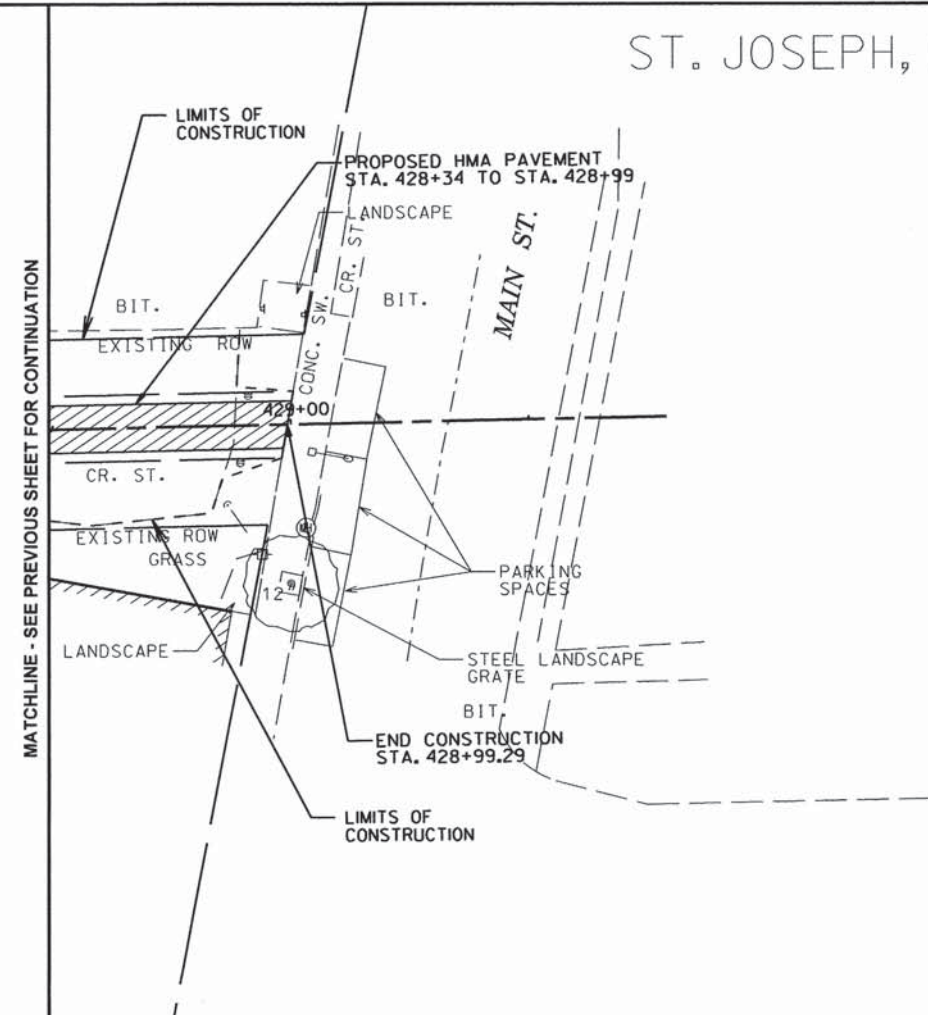 ST. JOSEPH,
LIMITS OF
CONSTRUCTION
PROPOSED HMA PAVEMENT
STA. 428+34 TO STA. 428+99
LANDSCAPE
CR. ST.
MAIN ST.
BIT.
BIT.
EXISTING ROW
CONC. SW.
429+00
CR. ST.
EXISTING ROW
GRASS
MH
12"
PARKING
SPACES
LANDSCAPE
STEEL LANDSCAPE
GRATE
BIT.
END CONSTRUCTION
STA. 428+99.29
LIMITS OF
CONSTRUCTION
MATCHLINE - SEE PREVIOUS SHEET FOR CONTINUATION